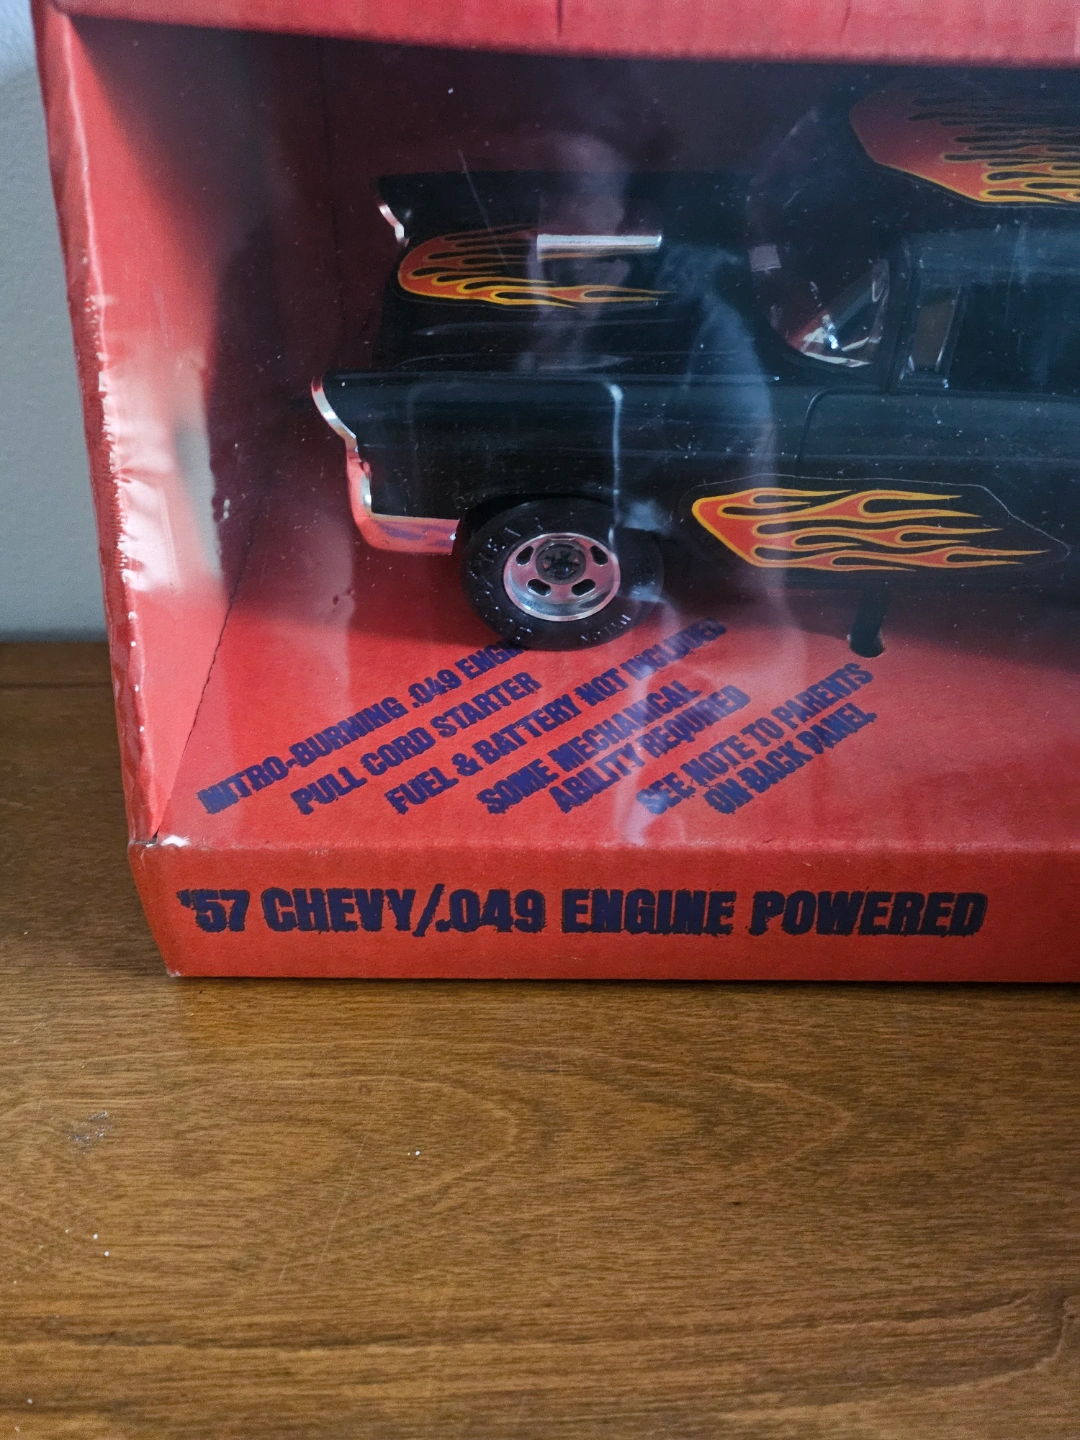 NITRO-BURNING .049 ENGINE
PULL CORD STARTER
FUEL & BATTERY NOT INCLUDED
SOME MECHANICAL
ABILITY REQUIRED
SEE NOTE TO PARENTS
ON BACK PANEL
'57 CHEVY/.049 ENGINE POWERED